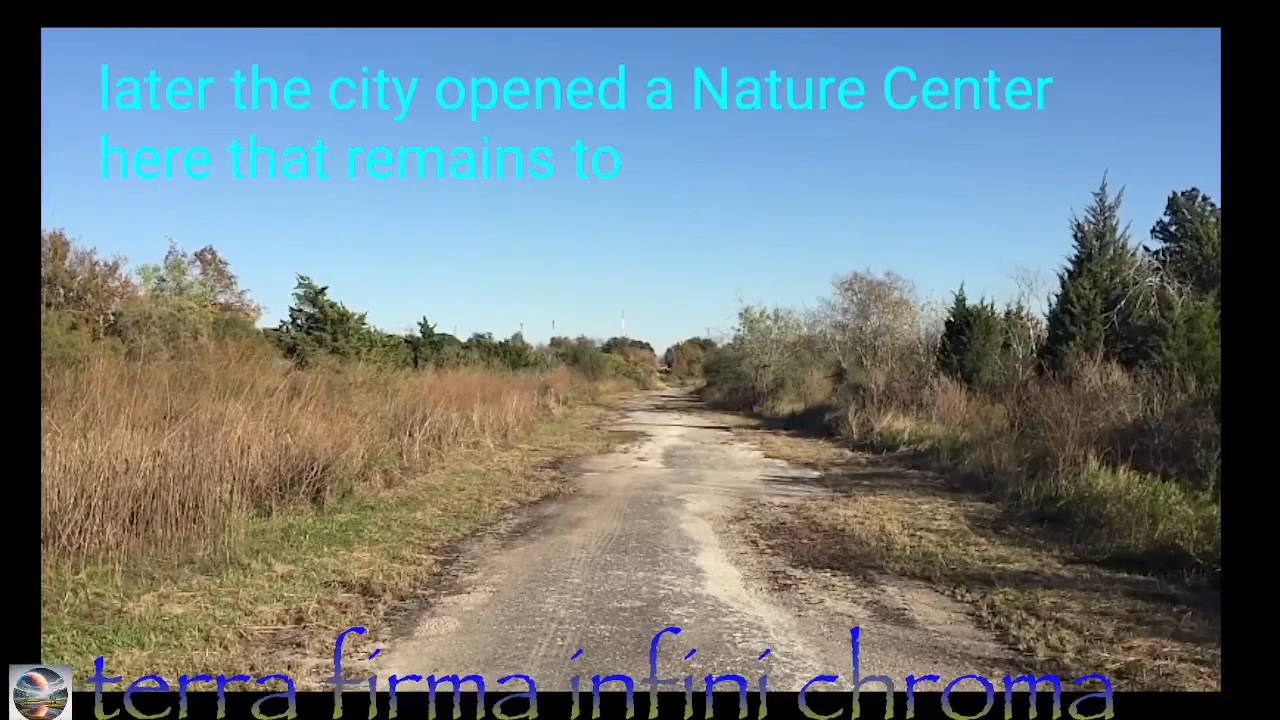 later the city opened a Nature Center
here that remains to
terra firma infini chroma